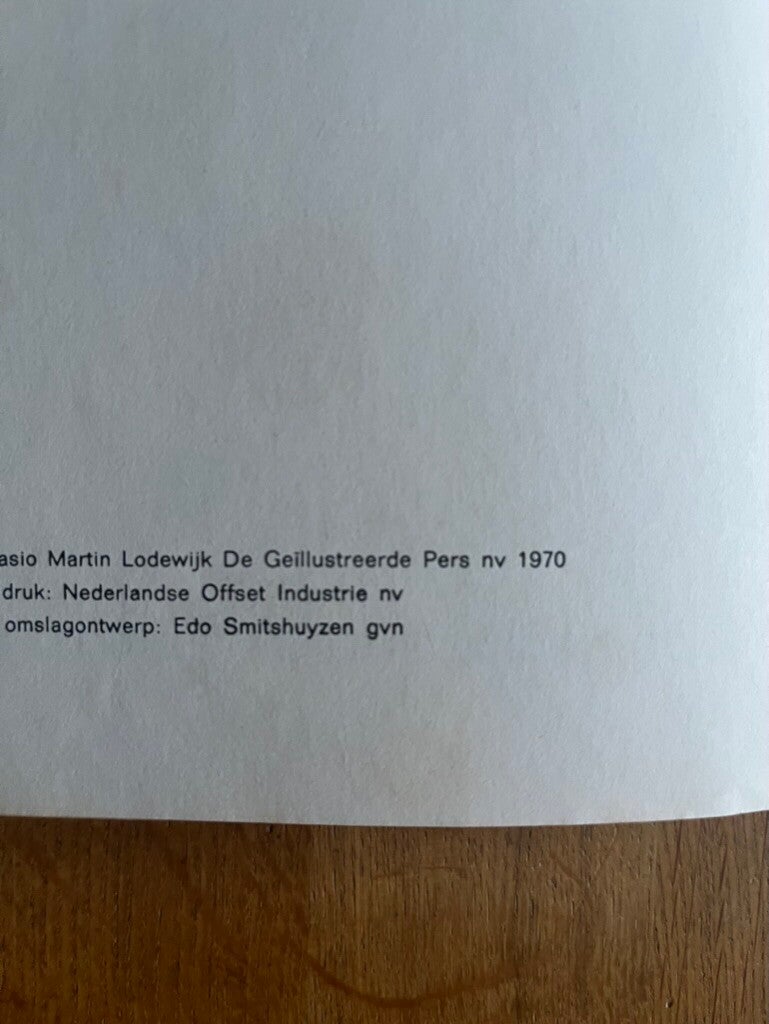 asio Martin Lodewijk De Geïllustreerde Pers nv 1970
druk: Nederlandse Offset Industrie nv
omslagontwerp: Edo Smitshuyzen gvn